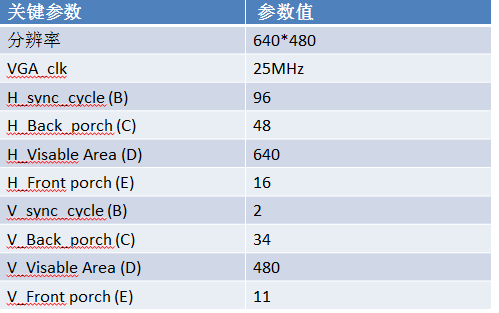 关键参数 参数值
分辨率 640*480
VGA_clk 25MHz
H_sync_cycle (B) 96
H_Back_porch (C) 48
H_Visable Area (D) 640
H_Front porch (E) 16
V_sync_cycle (B) 2
V_Back_porch (C) 34
V_Visable Area (D) 480
V_Front porch (E) 11